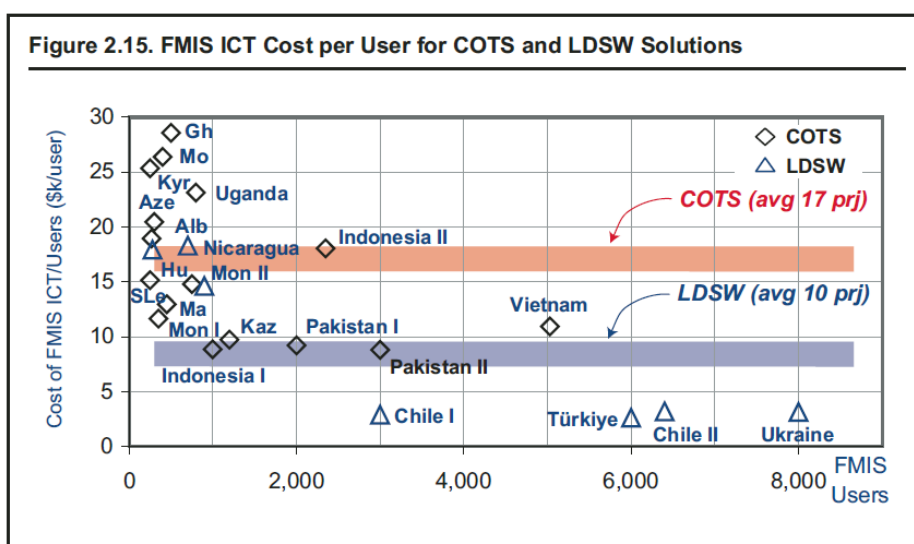 Figure 2.15. FMIS ICT Cost per User for COTS and LDSW Solutions
Cost of FMIS ICT/Users ($k/user)
30
25
20
15
10
5
0
Gh
Mo
Kyr
Uganda
Aze
Alb
Nicaragua
Indonesia II
Hu
Mon II
SLe
Ma
Mon I
Kaz
Pakistan I
Vietnam
Indonesia I
Pakistan II
Chile I
Türkiye
Chile II
Ukraine
COTS
LDSW
COTS (avg 17 prj)
LDSW (avg 10 prj)
0
2,000
4,000
6,000
8,000
FMIS
Users